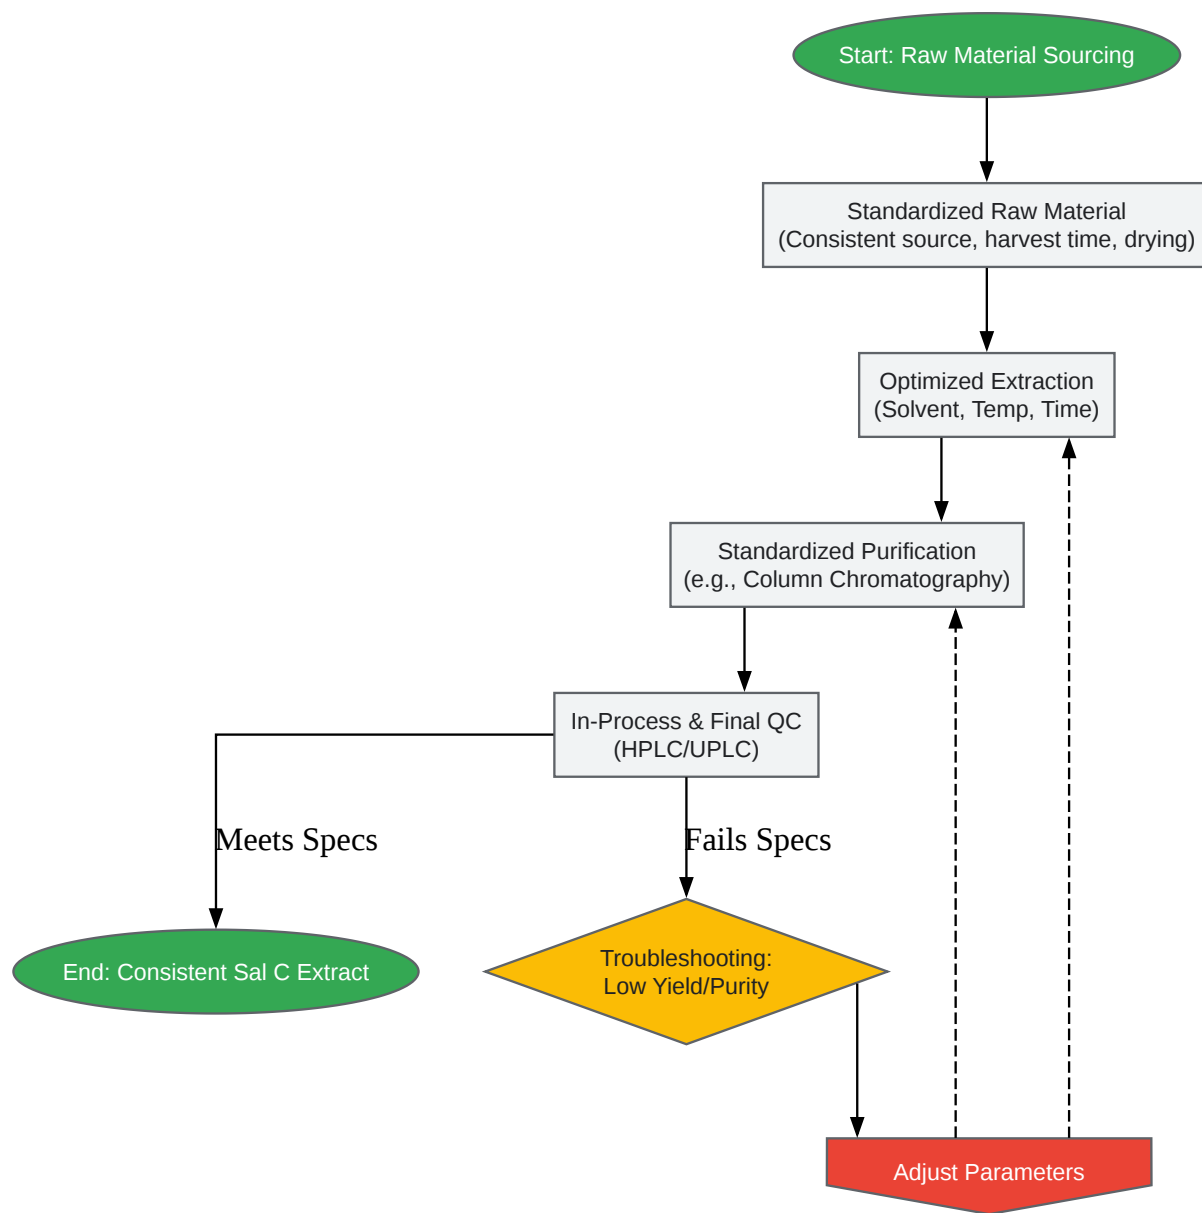 Start: Raw Material Sourcing
Standardized Raw Material
(Consistent source, harvest time, drying)
Optimized Extraction
(Solvent, Temp, Time)
Standardized Purification
(e.g., Column Chromatography)
In-Process & Final QC
(HPLC/UPLC)
Meets Specs
Fails Specs
End: Consistent Sal C Extract
Troubleshooting:
Low Yield/Purity
Adjust Parameters